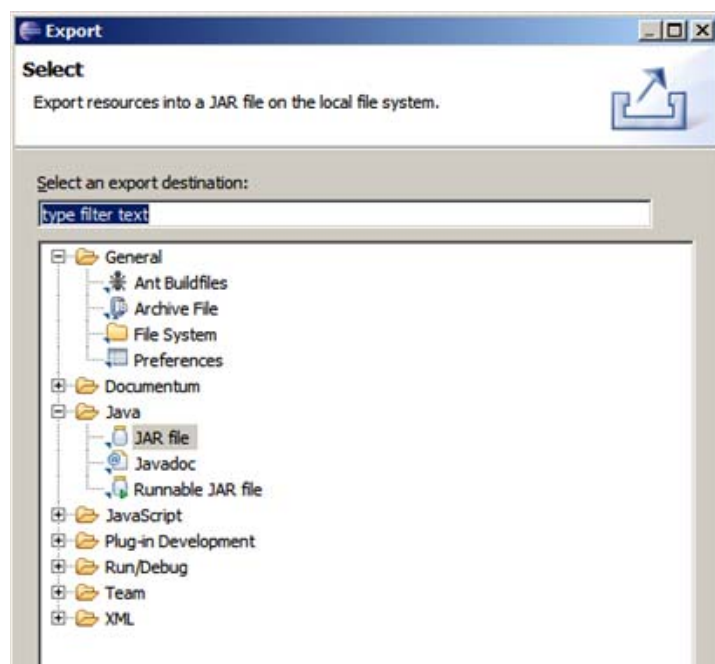 Export
Select
Export resources into a JAR file on the local file system.
Select an export destination:
type filter text
General
Ant Buildfiles
Archive File
File System
Preferences
Documentum
Java
JAR file
Javadoc
Runnable JAR file
JavaScript
Plug-in Development
Run/Debug
Team
XML